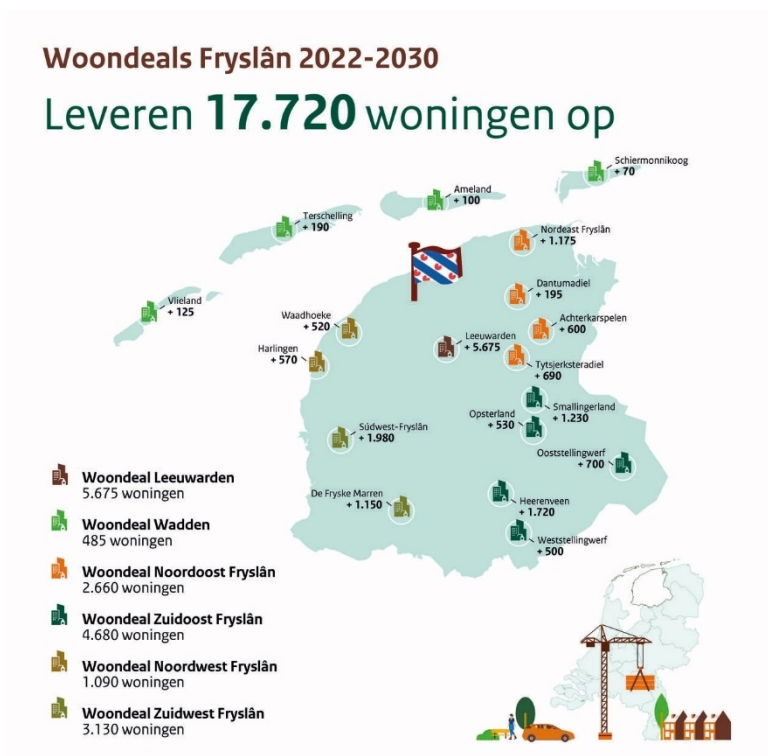 Woondeals Fryslân 2022-2030
Leveren 17.720 woningen op
Schiermonnikoog
+ 70
Ameland
+ 100
Terschelling
+ 190
Nordeast Fryslân
+ 1.175
Dantumadiel
+ 195
Vlieland
+ 125
Waadhoeke
+ 520
Achterkarspelen
+ 600
Leeuwarden
+ 5.675
Harlingen
+ 570
Tytsjerksteradiel
+ 690
Smallingerland
+ 1.230
Opsterland
+ 530
Súdwest-Fryslân
+ 1.980
Ooststellingwerf
+ 700
De Fryske Marren
+ 1.150
Heerenveen
+ 1.720
Weststellingwerf
+ 500
Woondeal Leeuwarden
5.675 woningen
Woondeal Wadden
485 woningen
Woondeal Noordoost Fryslân
2.660 woningen
Woondeal Zuidoost Fryslân
4.680 woningen
Woondeal Noordwest Fryslân
1.090 woningen
Woondeal Zuidwest Fryslân
3.130 woningen